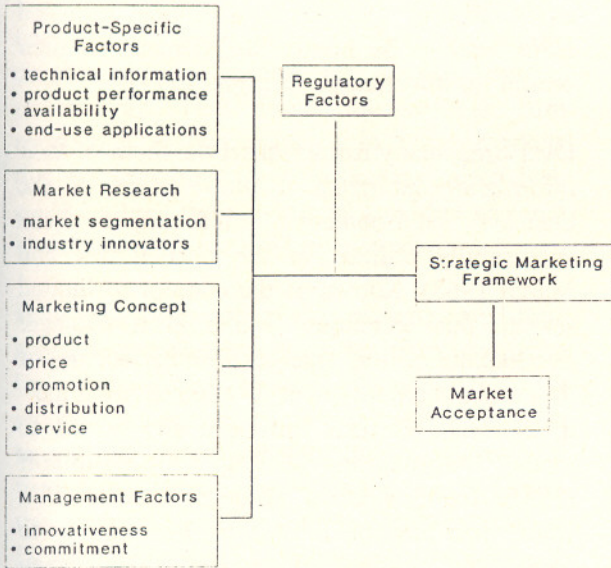 Product-Specific
Factors
• technical information
• product performance
• availability
• end-use applications
Market Research
• market segmentation
• industry innovators
Marketing Concept
• product
• price
• promotion
• distribution
• service
Management Factors
• innovativeness
• commitment
Regulatory
Factors
Strategic Marketing
Framework
Market
Acceptance